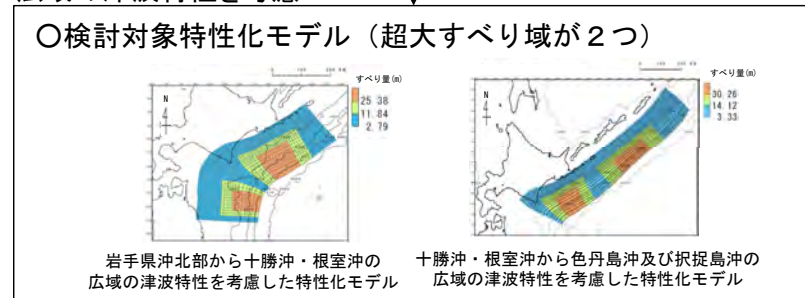 〇検討対象特性化モデル（超大すべり域が２つ）
すべり量(m)
N
25.38
11.84
2.79
すべり量(m)
N
30.26
14.12
3.33
岩手県沖北部から十勝沖・根室沖の
広域の津波特性を考慮した特性化モデル
十勝沖・根室沖から色丹島沖及び択捉島沖の
広域の津波特性を考慮した特性化モデル